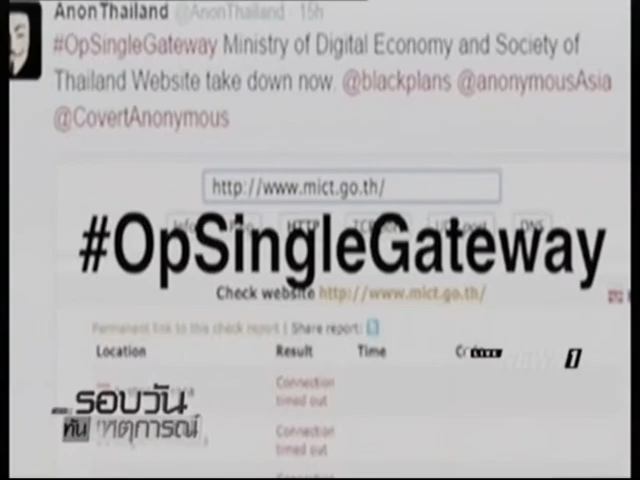 AnonThailand @AnonThailand · 15h
#OpSingleGateway Ministry of Digital Economy and Society of
Thailand Website take down now. @blackplans @anonymousAsia
@CovertAnonymous
http://www.mict.go.th/
#OpSingleGateway
Check website http://www.mict.go.th/
Permanent link to this check report | Share report:
Location Result Time
LIVE
1
Connection
timed out
รอบวัน
ทันเหตุการณ์
Connection
timed out